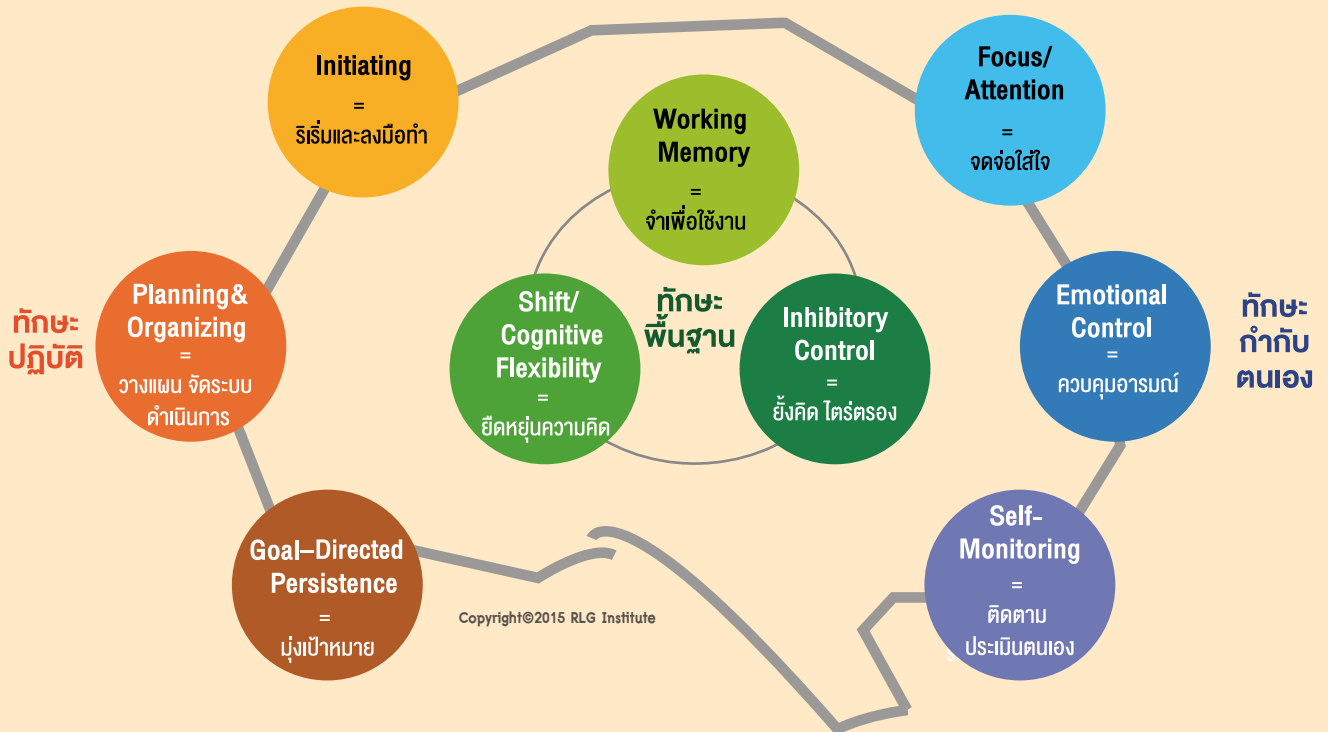 Initiating
=
ริเริ่มและลงมือทำ
Focus/
Attention
=
จดจ่อใส่ใจ
Working
Memory
=
จำเพื่อใช้งาน
ทักษะ
ปฏิบัติ
Planning&
Organizing
=
วางแผน จัดระบบ
ดำเนินการ
Shift/
Cognitive
Flexibility
=
ยืดหยุ่นความคิด
ทักษะ
พื้นฐาน
Inhibitory
Control
=
ยั้งคิด ไตร่ตรอง
Emotional
Control
=
ควบคุมอารมณ์
ทักษะ
กำกับ
ตนเอง
Goal–Directed
Persistence
=
มุ่งเป้าหมาย
Self-
Monitoring
=
ติดตาม
ประเมินตนเอง
Copyright©2015 RLG Institute